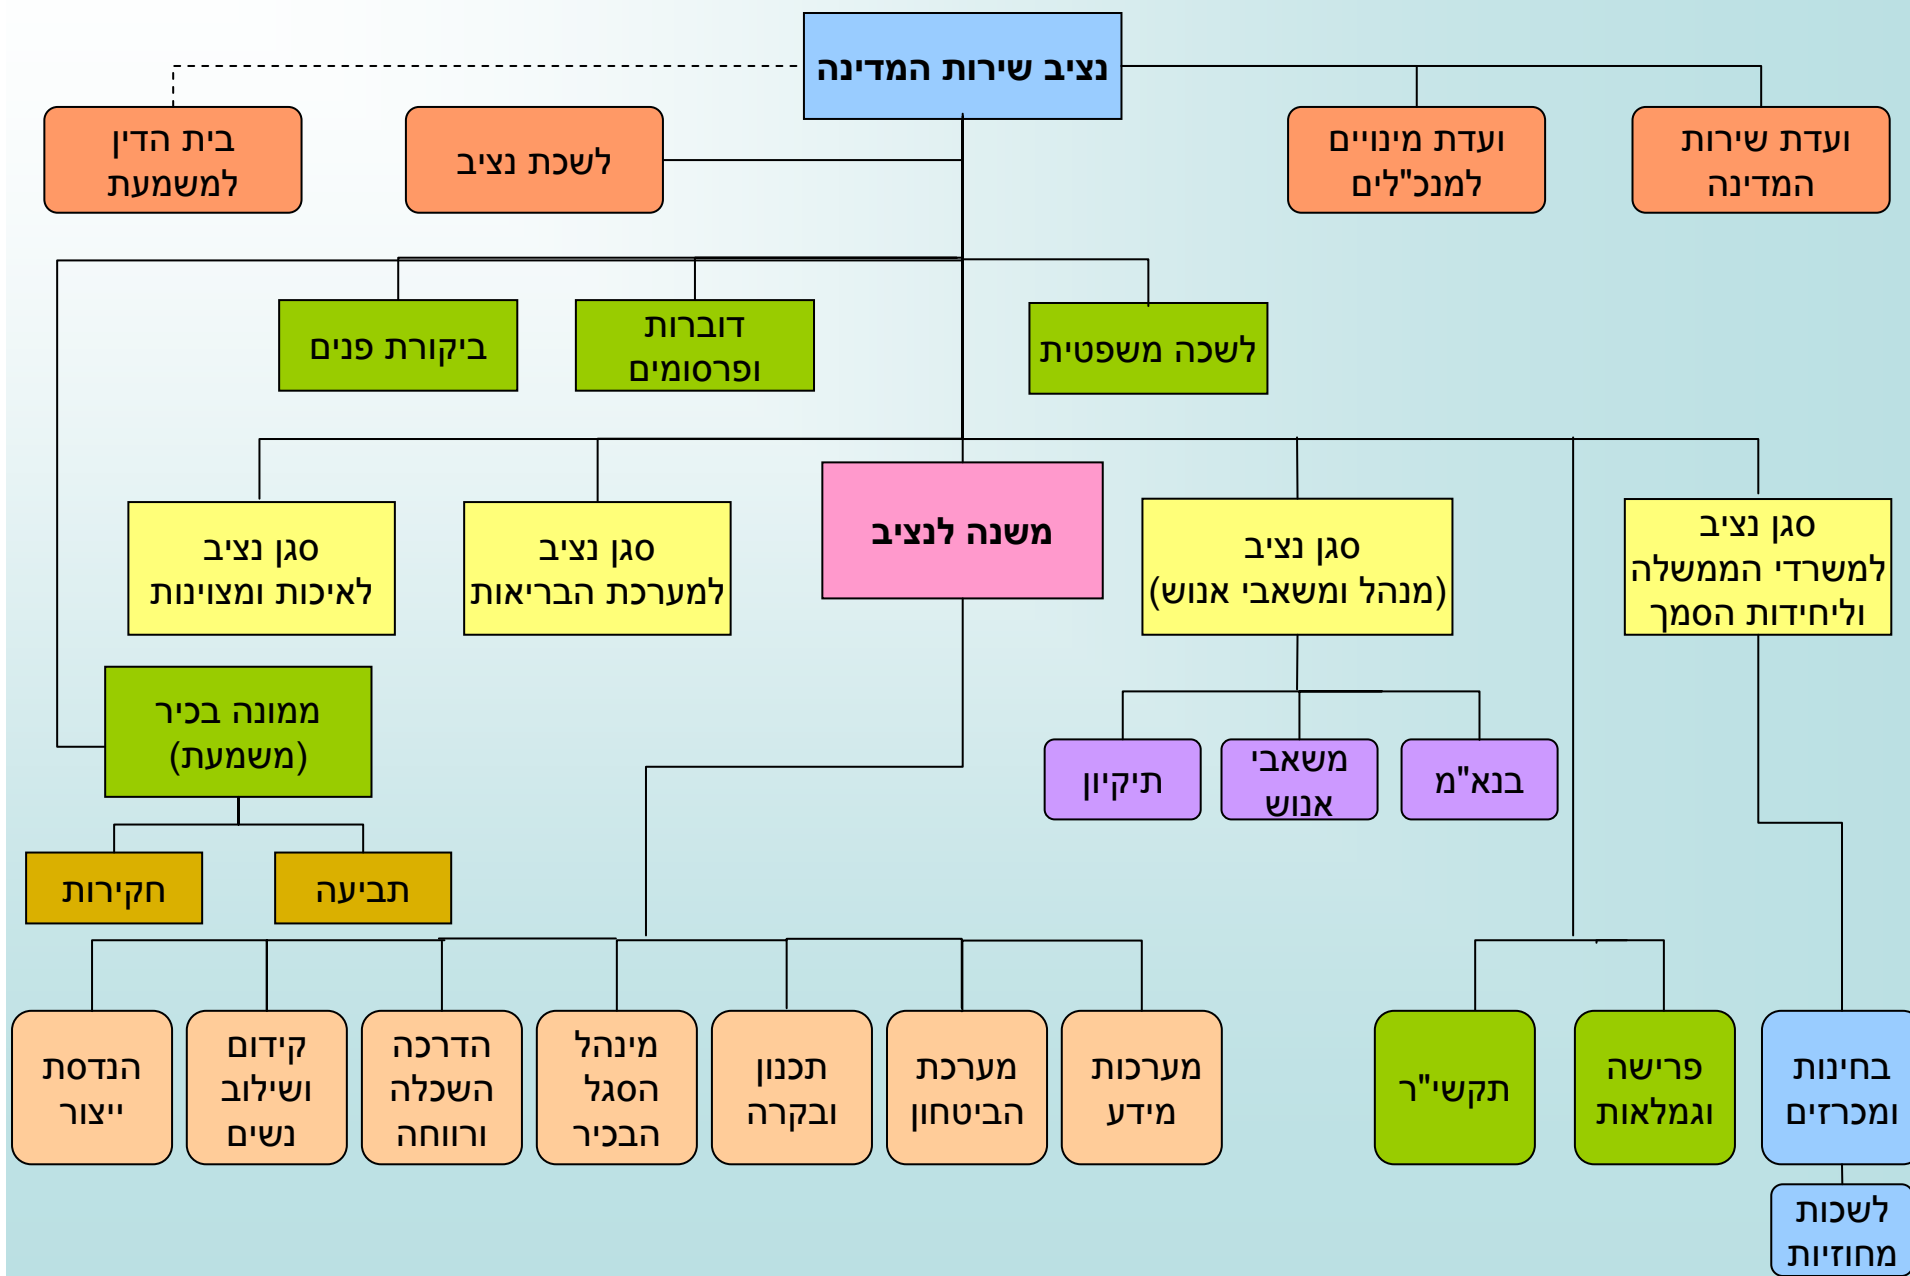 נציב שירות המדינה
ועדת שירות
המדינה
ועדת מינויים
למנכ"לים
לשכת נציב
בית הדין
למשמעת
לשכה משפטית
דוברות
ופרסומים
ביקורת פנים
סגן נציב
למשרדי הממשלה
וליחידות הסמך
סגן נציב
(מנהל ומשאבי אנוש)
משנה לנציב
סגן נציב
למערכת הבריאות
סגן נציב
לאיכות ומצוינות
ממונה בכיר
(משמעת)
בנא"מ
משאבי
אנוש
תיקיון
תביעה
חקירות
בחינות
ומכרזים
פרישה
וגמלאות
תקשי"ר
מערכות
מידע
מערכת
הביטחון
תכנון
ובקרה
מינהל
הסגל
הבכיר
הדרכה
השכלה
ורווחה
קידום
ושילוב
נשים
הנדסת
ייצור
לשכות
מחוזיות